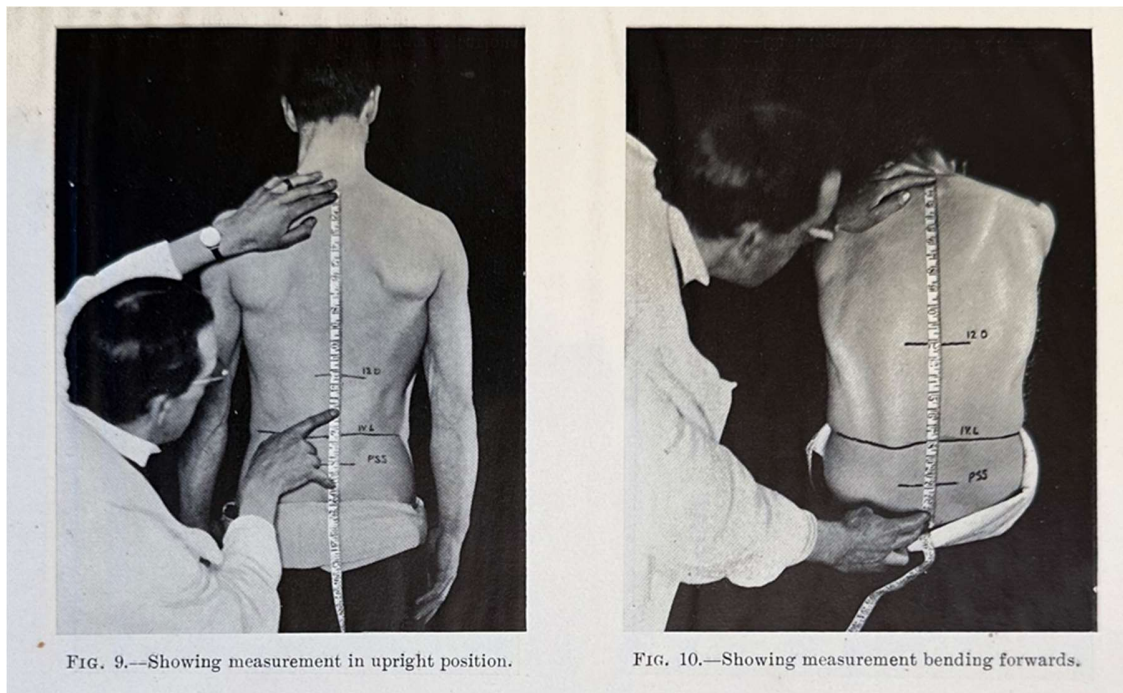 12 D
IV.L
PSS
FIG. 9.—Showing measurement in upright position.
12 D
IV.L
PSS
FIG. 10.—Showing measurement bending forwards.